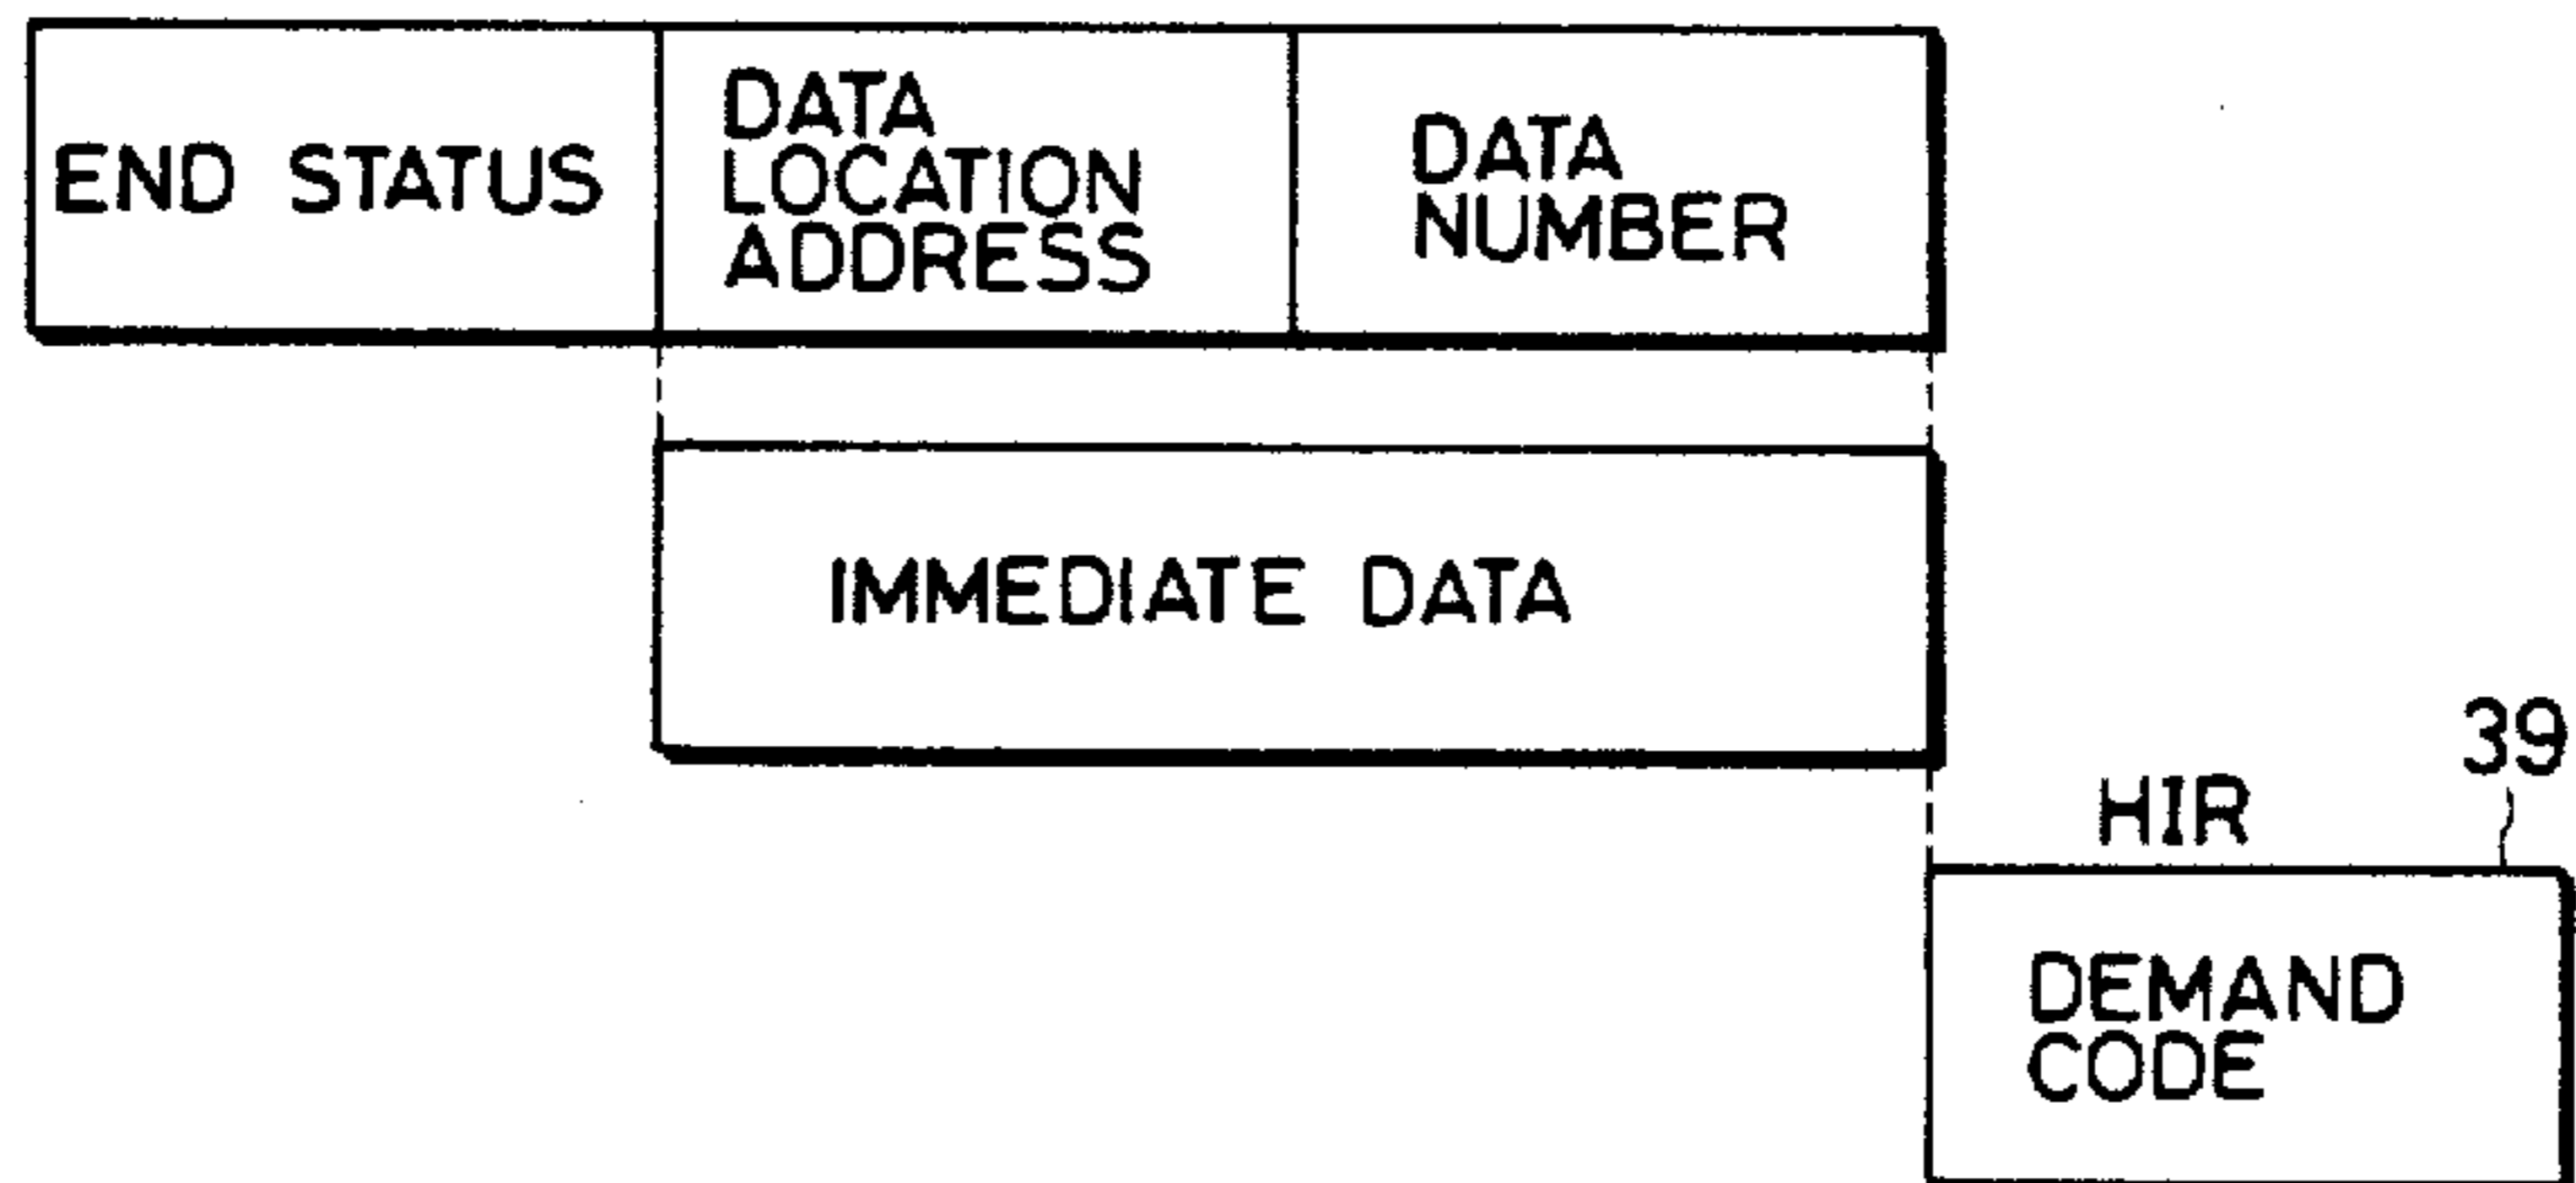 END STATUS
DATA
LOCATION
ADDRESS
DATA
NUMBER
IMMEDIATE DATA
39
HIR
DEMAND
CODE